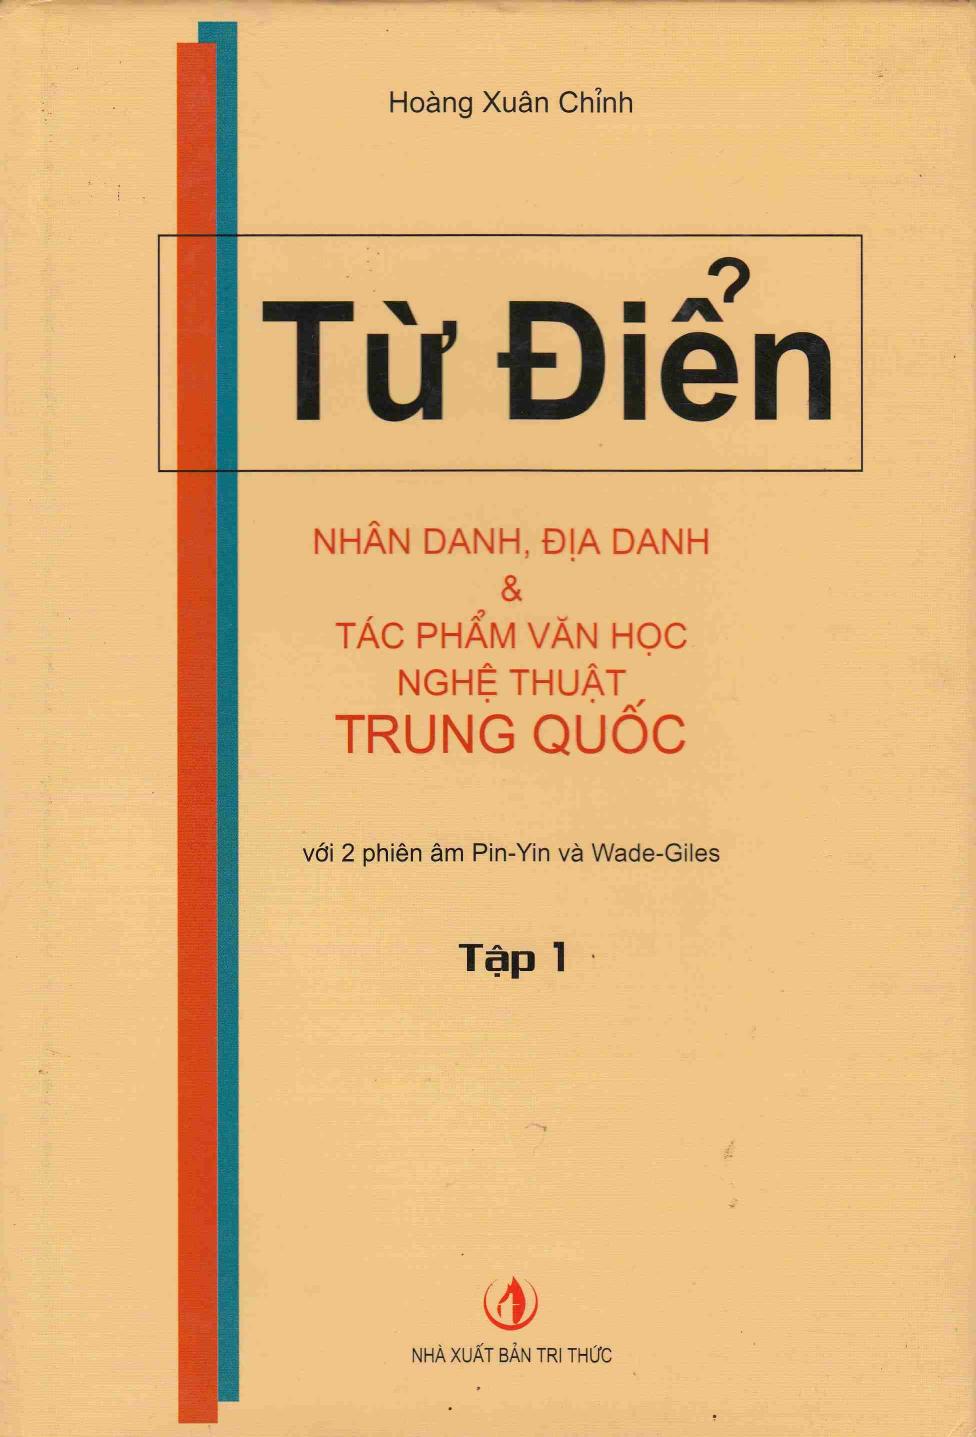 Hoàng Xuân Chỉnh
Từ Điển
NHÂN DANH, ĐỊA DANH
&
TÁC PHẨM VĂN HỌC
NGHỆ THUẬT
TRUNG QUỐC
với 2 phiên âm Pin-Yin và Wade-Giles
Tập 1
NHÀ XUẤT BẢN TRI THỨC